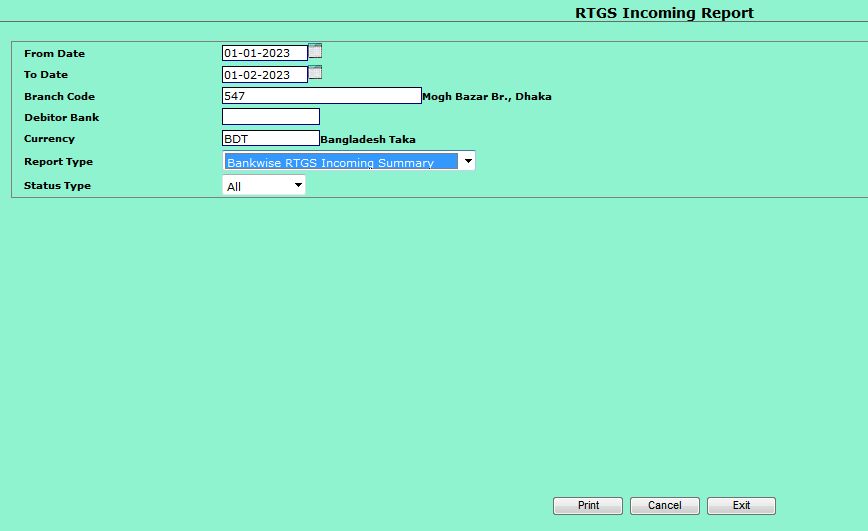 RTGS Incoming Report
From Date 01-01-2023
To Date 01-02-2023
Branch Code 547 Mogh Bazar Br., Dhaka
Debitor Bank
Currency BDT Bangladesh Taka
Report Type Bankwise RTGS Incoming Summary
Status Type All
Print Cancel Exit